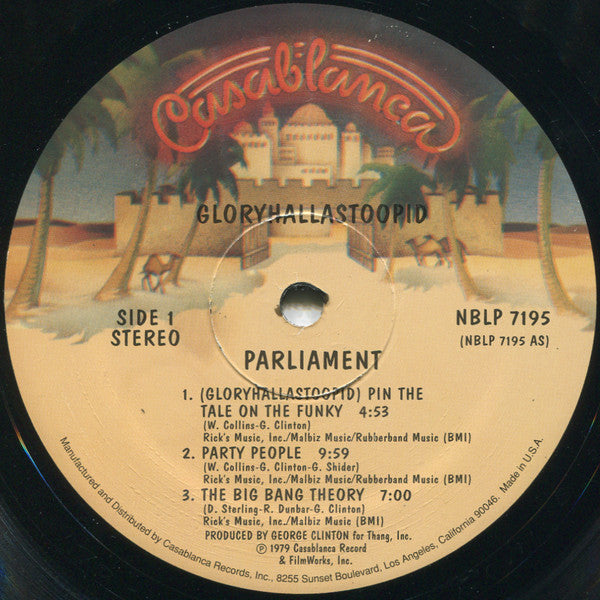 Casablanca
GLORYHALLASTOOPID
SIDE 1
STEREO
NBLP 7195
(NBLP 7195 AS)
PARLIAMENT
1. (GLORYHALLASTOOPID) PIN THE
TALE ON THE FUNKY 4:53
(W. Collins-G. Clinton)
Rick's Music, Inc./Malbiz Music/Rubberband Music (BMI)
2. PARTY PEOPLE 9:59
(W. Collins-G. Clinton-G. Shider)
Rick's Music, Inc./Malbiz Music/Rubberband Music (BMI)
3. THE BIG BANG THEORY 7:00
(D. Sterling-R. Dunbar-G. Clinton)
Rick's Music, Inc./Malbiz Music (BMI)
PRODUCED BY GEORGE CLINTON for Thang, Inc.
℗ 1979 Casablanca Record
& FilmWorks, Inc.
Manufactured and Distributed by Casablanca Records, Inc., 8255 Sunset Boulevard, Los Angeles, California 90046. Made in U.S.A.